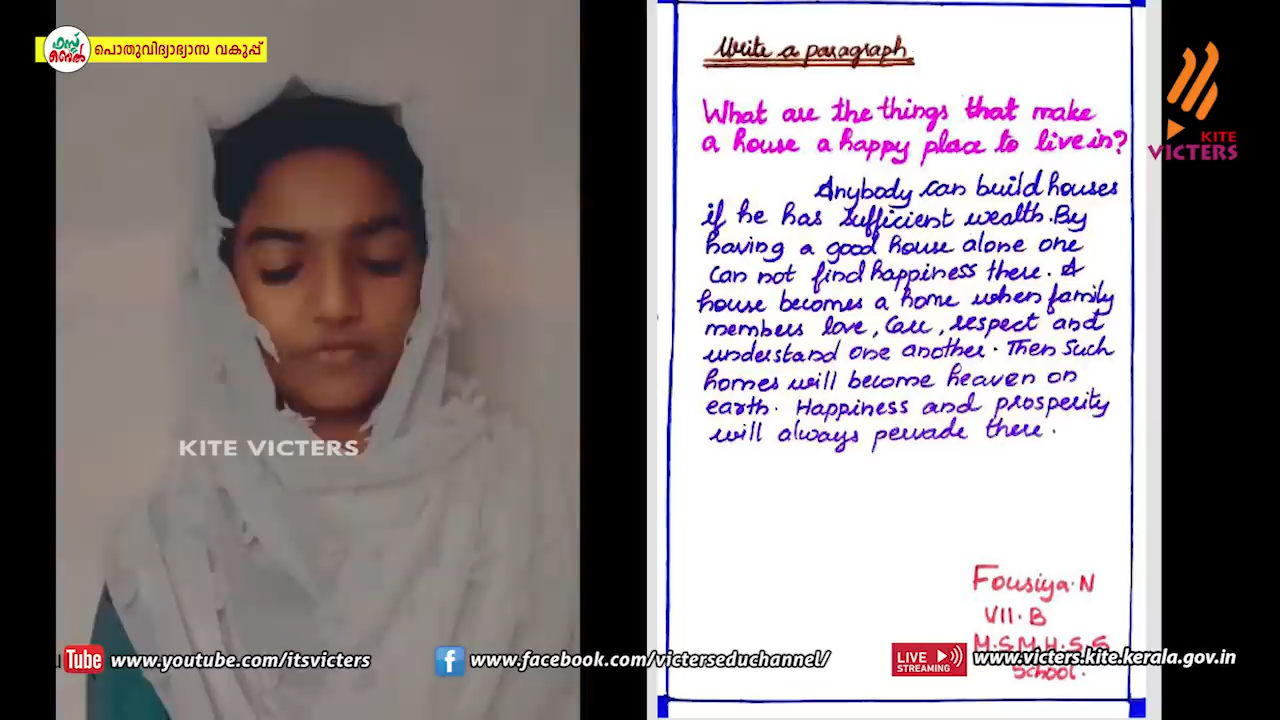 ഫസ്റ്റ് ബെൽ
പൊതുവിദ്യാഭ്യാസ വകുപ്പ്
KITE
VICTERS
Write a paragraph
What are the things that make
a house a happy place to live in?
Anybody can build houses
if he has sufficient wealth. By
having a good house alone one
can not find happiness there. A
house becomes a home when family
members love, care, respect and
understand one another. Then such
homes will become heaven on
earth. Happiness and prosperity
will always pervade there.
KITE VICTERS
Fousiya. N
VII. B
M.S.M.H.S.S
School.
Tube www.youtube.com/itsvicters
f www.facebook.com/victerseduchannel/
LIVE
STREAMING
www.victers.kite.kerala.gov.in